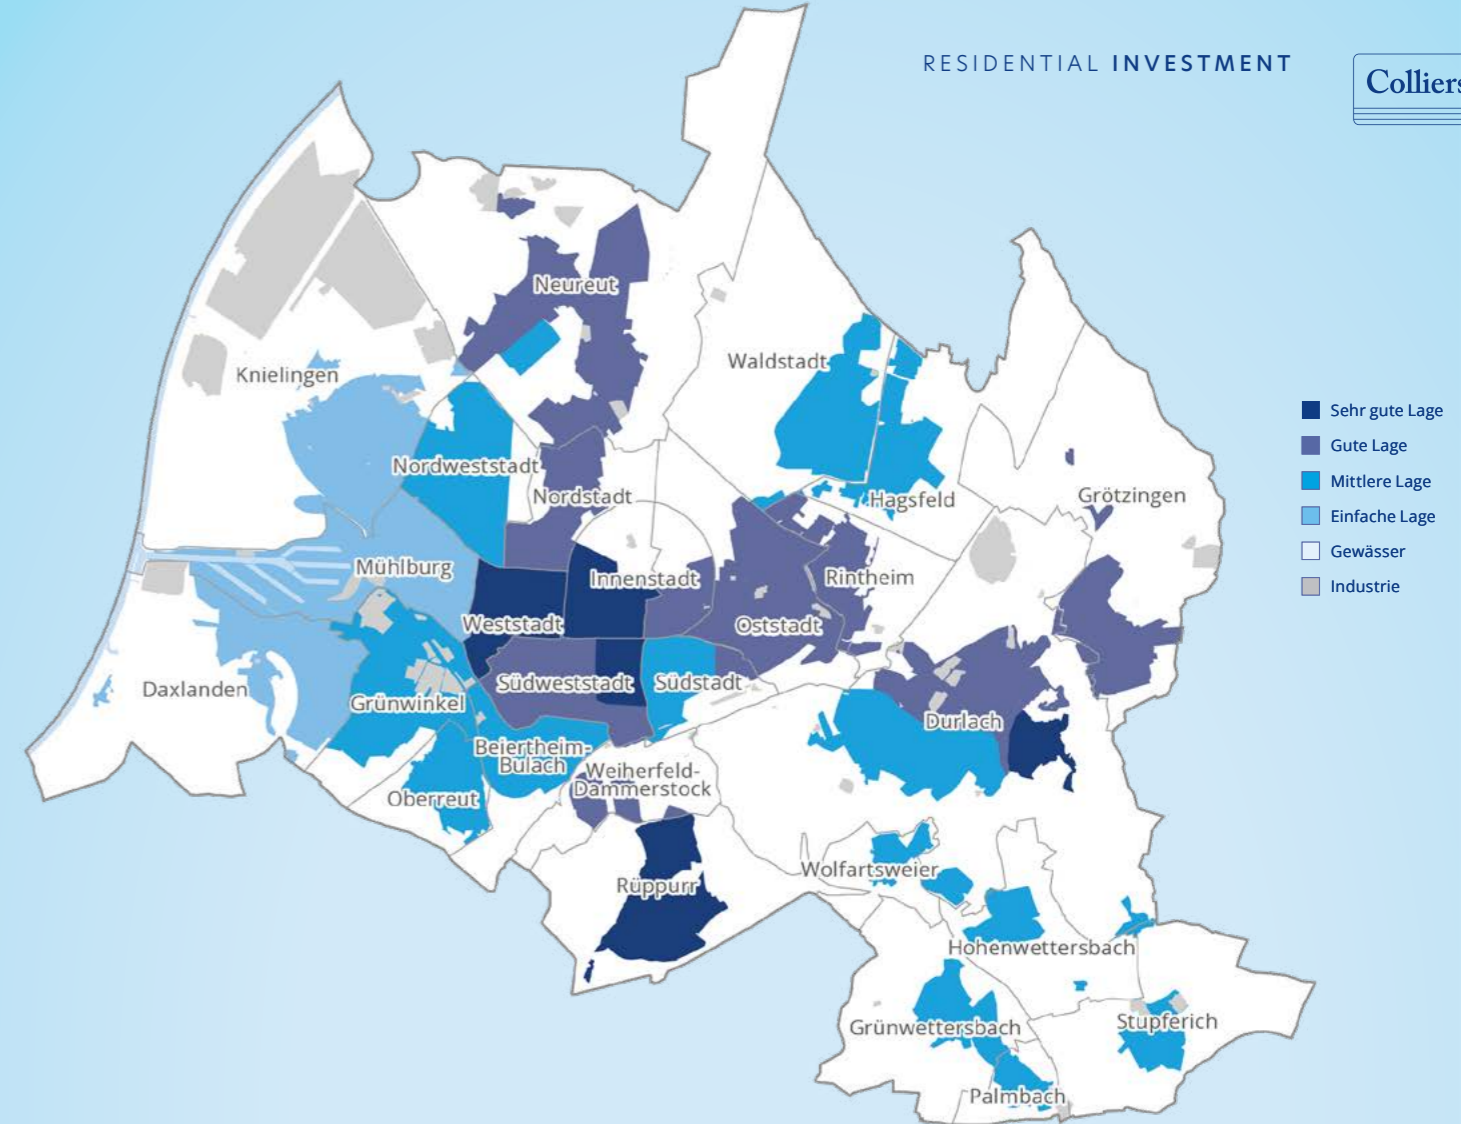 RESIDENTIAL INVESTMENT
Colliers
Neureut
Waldstadt
Knielingen
Sehr gute Lage
Gute Lage
Mittlere Lage
Einfache Lage
Gewässer
Industrie
Nordweststadt
Nordstadt
Hagsfeld
Grötzingen
Mühlburg
Innenstadt
Rintheim
Weststadt
Oststadt
Daxlanden
Grünwinkel
Südweststadt
Südstadt
Durlach
Beiertheim-
Bulach
Weiherfeld-
Dammerstock
Oberreut
Rüppurr
Wolfartsweier
Hohenwettersbach
Grünwettersbach
Stupferich
Palmbach